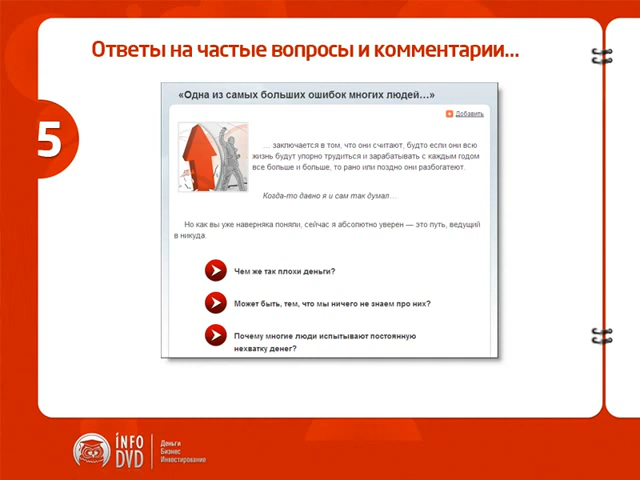 Ответы на частые вопросы и комментарии...
5
«Одна из самых больших ошибок многих людей…»
Добавить
… заключается в том, что они считают, будто если они всю
жизнь будут упорно трудиться и зарабатывать с каждым годом
все больше и больше, то рано или поздно они разбогатеют.
Когда-то давно я и сам так думал…
Но как вы уже наверняка поняли, сейчас я абсолютно уверен — это путь, ведущий
в никуда.
Чем же так плохи деньги?
Может быть, тем, что мы ничего не знаем про них?
Почему многие люди испытывают постоянную
нехватку денег?
INFO
DVD
Деньги
Бизнес
Инвестирование